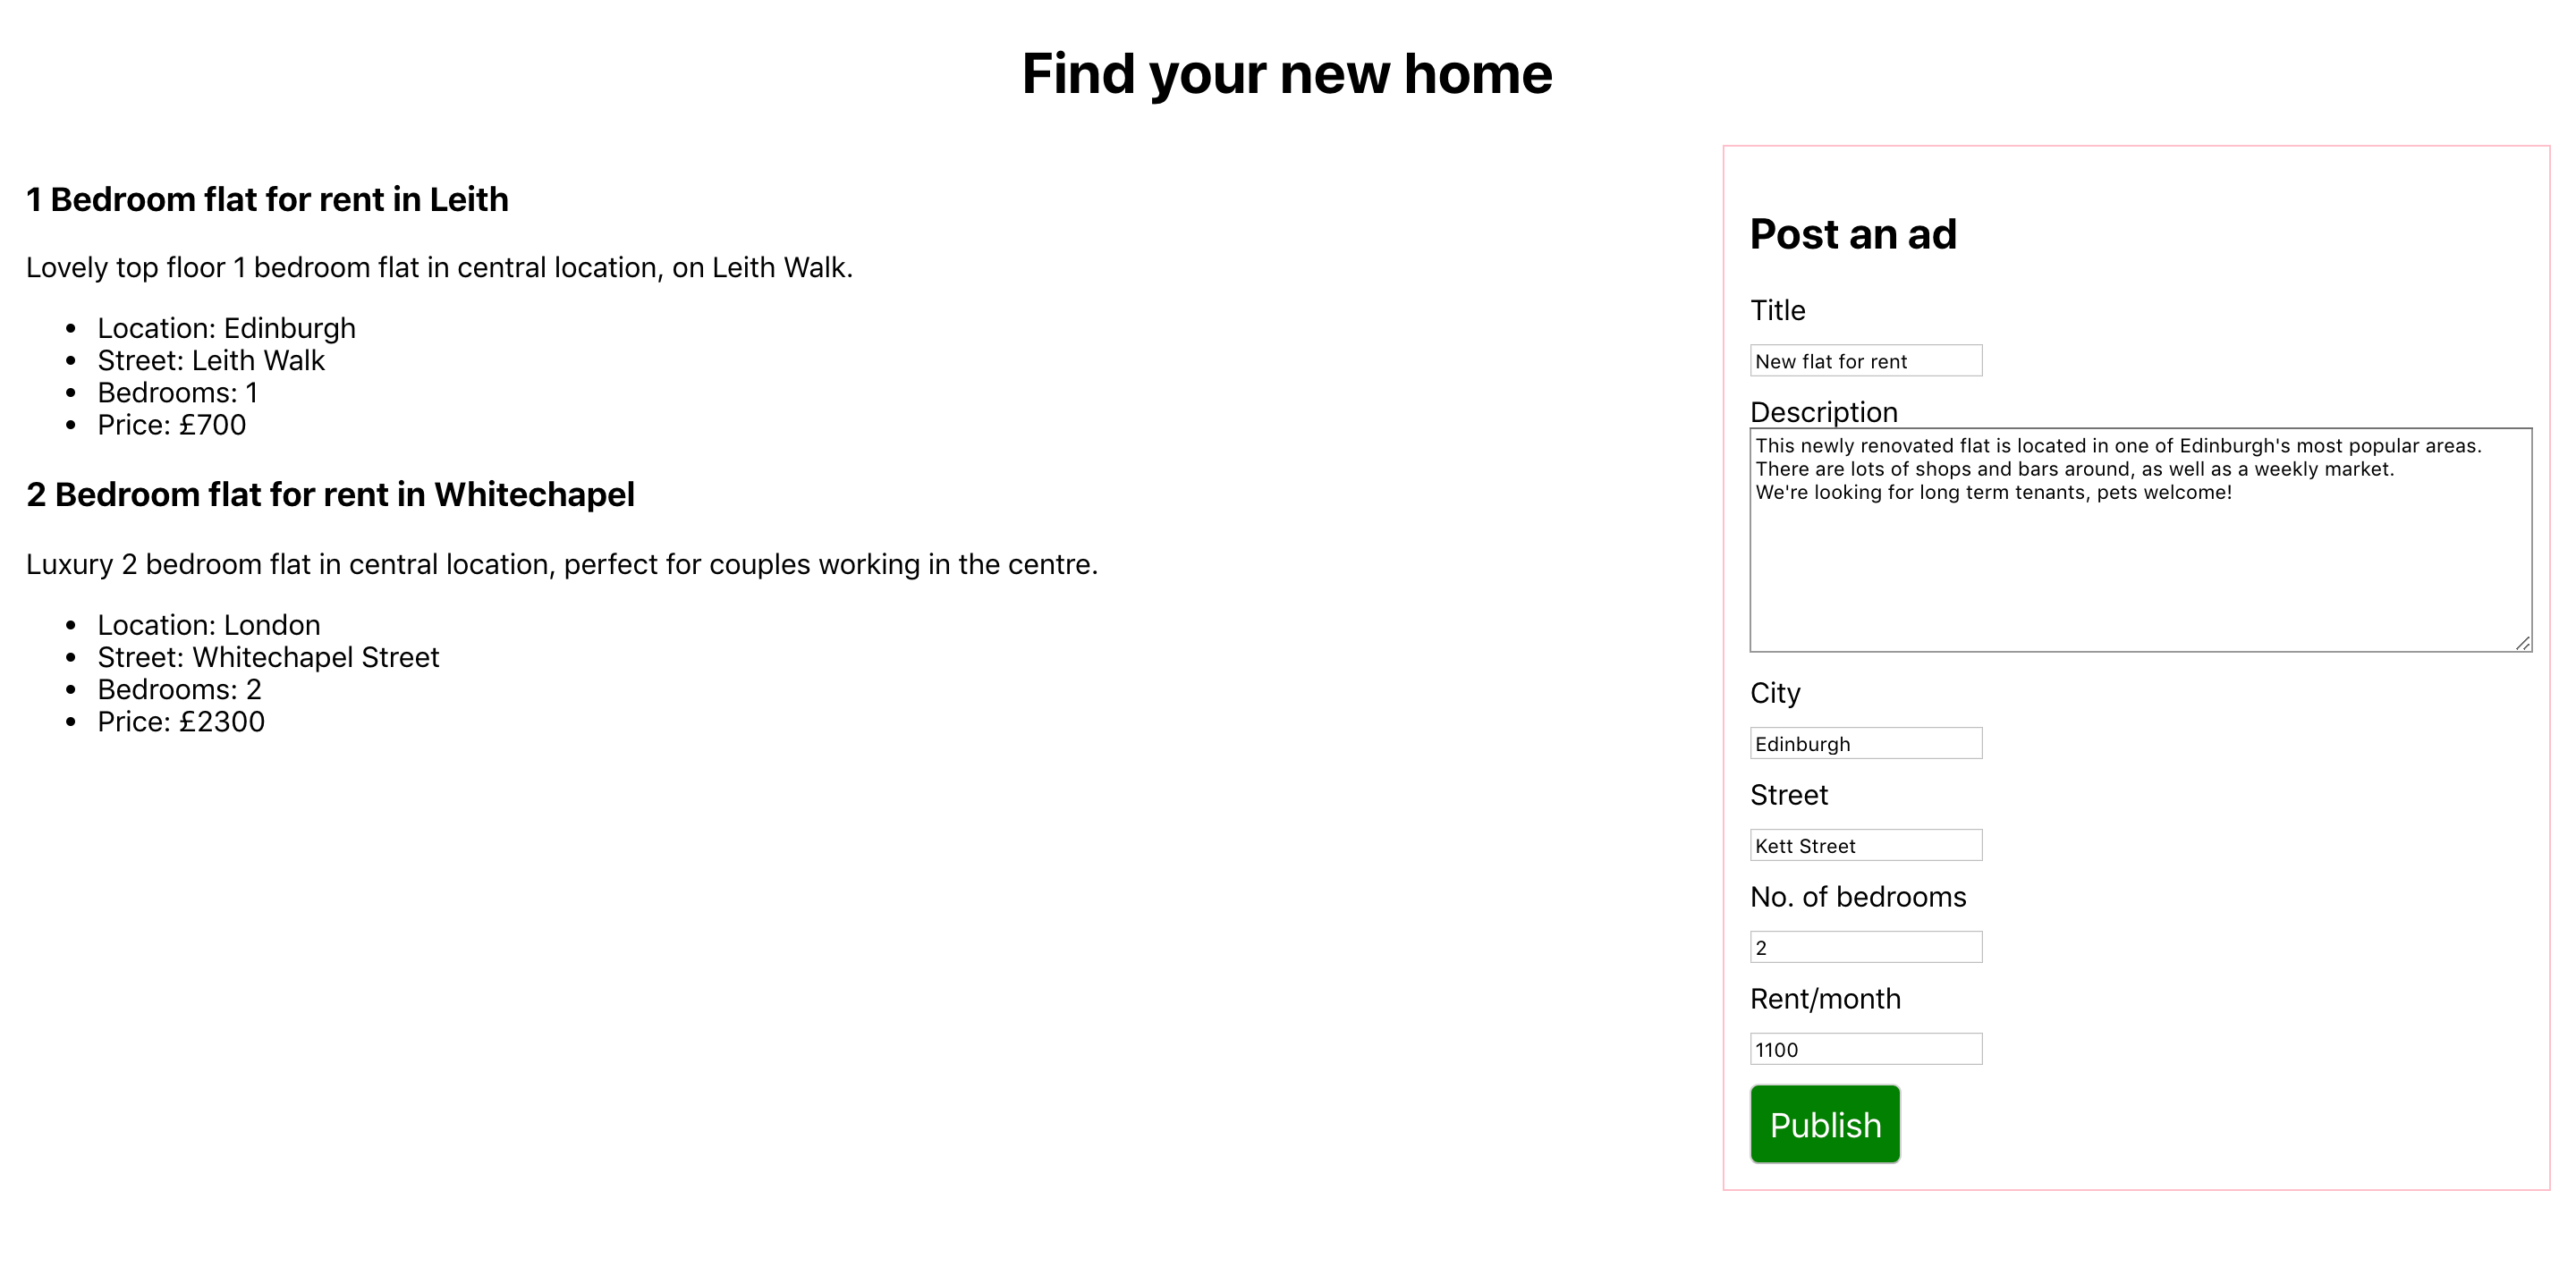 Find your new home
1 Bedroom flat for rent in Leith
Lovely top floor 1 bedroom flat in central location, on Leith Walk.
Location: Edinburgh
Street: Leith Walk
Bedrooms: 1
Price: £700
2 Bedroom flat for rent in Whitechapel
Luxury 2 bedroom flat in central location, perfect for couples working in the centre.
Location: London
Street: Whitechapel Street
Bedrooms: 2
Price: £2300
Post an ad
Title
New flat for rent
Description
This newly renovated flat is located in one of Edinburgh's most popular areas.
There are lots of shops and bars around, as well as a weekly market.
We're looking for long term tenants, pets welcome!
City
Edinburgh
Street
Kett Street
No. of bedrooms
2
Rent/month
1100
Publish